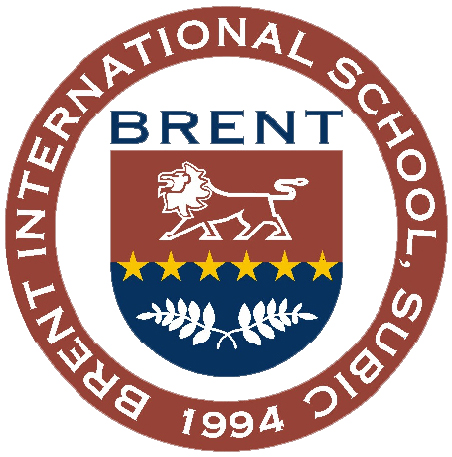 BRENT INTERNATIONAL SCHOOL, SUBIC
BRENT
1994